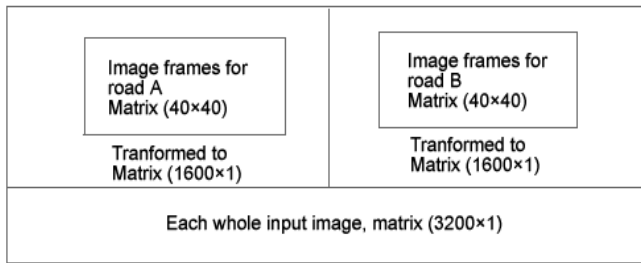 Image frames for
road A
Matrix (40×40)
Tranformed to
Matrix (1600×1)
Image frames for
road B
Matrix (40×40)
Tranformed to
Matrix (1600×1)
Each whole input image, matrix (3200×1)